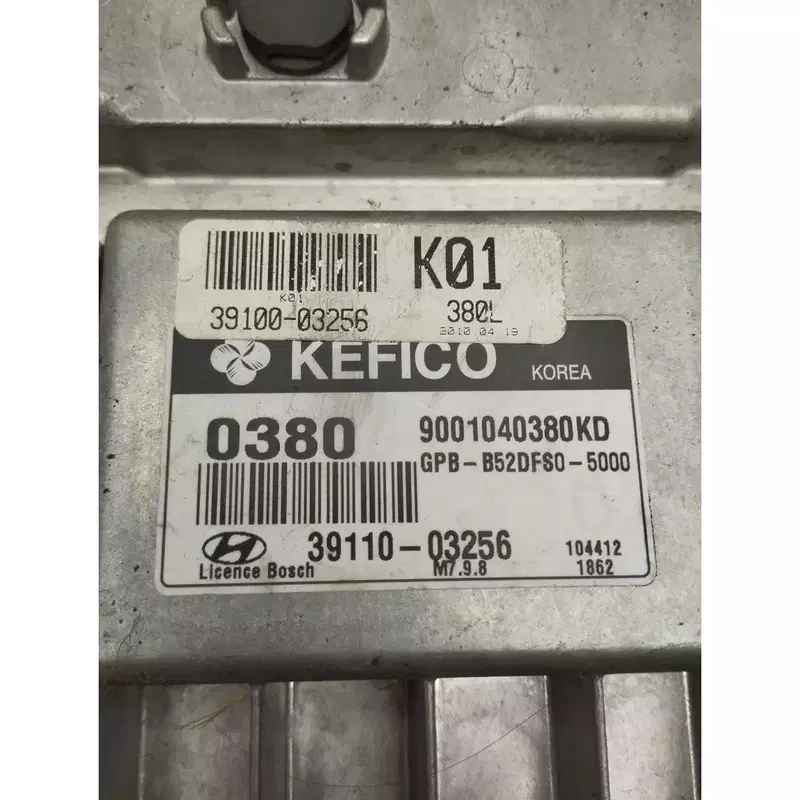 K01
K01
39100-03256
380L
2010 04 19
KEFICO
KOREA
0380
9001040380KD
GPB-B52DFS0-5000
39110-03256
104412
Licence Bosch
M7.9.8
1862